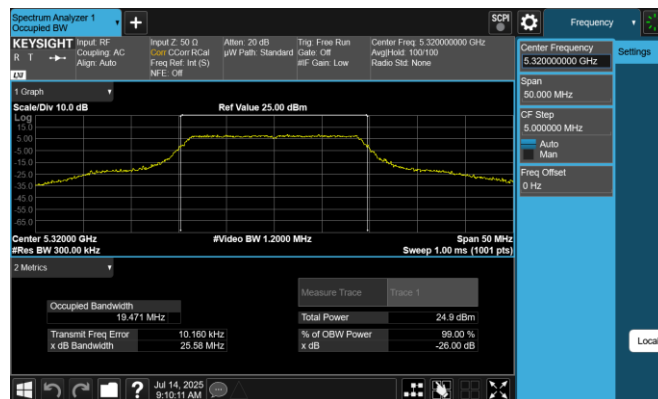 Spectrum Analyzer 1
Occupied BW
+
SCPI
Frequency
KEYSIGHT
R T
LXI
Input: RF
Coupling: AC
Align: Auto
Input Z: 50 Ω
Corr CCorr RCal
Freq Ref: Int (S)
NFE: Off
Atten: 20 dB
µW Path: Standard
Trig: Free Run
Gate: Off
#IF Gain: Low
Center Freq: 5.320000000 GHz
Avg|Hold: 100/100
Radio Std: None
Center Frequency
5.320000000 GHz
Settings
Span
50.000 MHz
CF Step
5.000000 MHz
Auto
Man
Freq Offset
0 Hz
1 Graph
Scale/Div 10.0 dB
Ref Value 25.00 dBm
Log
15.0
5.00
-5.00
-15.0
-25.0
-35.0
-45.0
-55.0
-65.0
Center 5.32000 GHz
#Video BW 1.2000 MHz
Span 50 MHz
#Res BW 300.00 kHz
Sweep 1.00 ms (1001 pts)
2 Metrics
Measure Trace
Trace 1
Occupied Bandwidth
19.471 MHz
Total Power
24.9 dBm
Transmit Freq Error
10.160 kHz
% of OBW Power
99.00 %
x dB Bandwidth
25.58 MHz
x dB
-26.00 dB
Local
?
Jul 14, 2025
9:10:11 AM